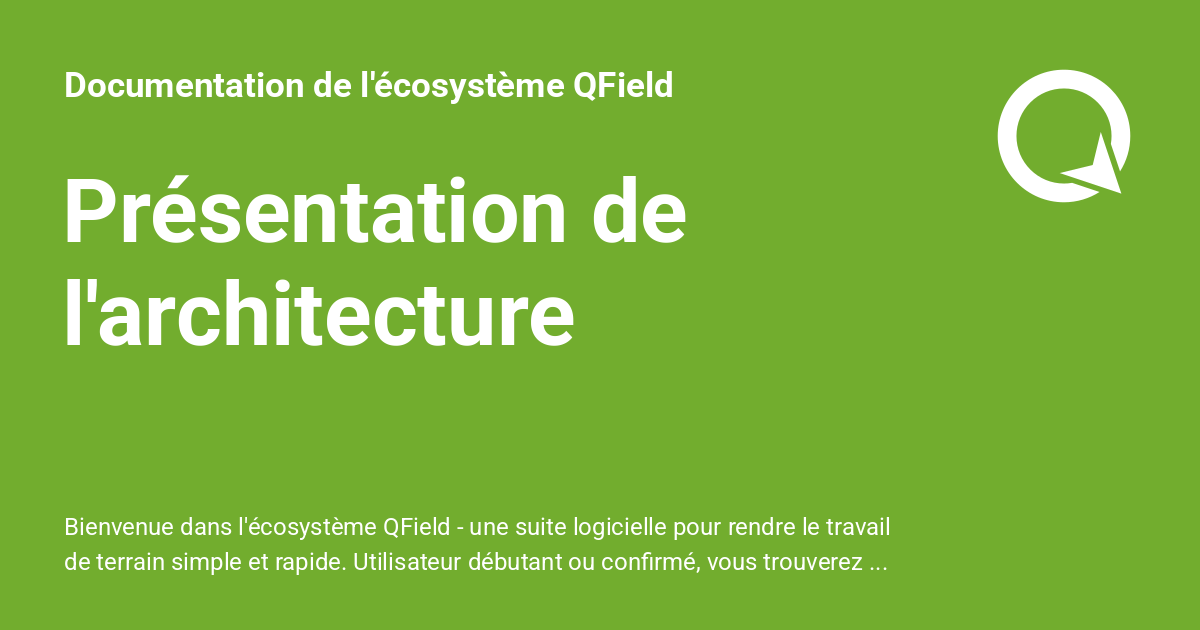 Documentation de l'écosystème QField
Présentation de
l'architecture
Bienvenue dans l'écosystème QField - une suite logicielle pour rendre le travail
de terrain simple et rapide. Utilisateur débutant ou confirmé, vous trouverez ...